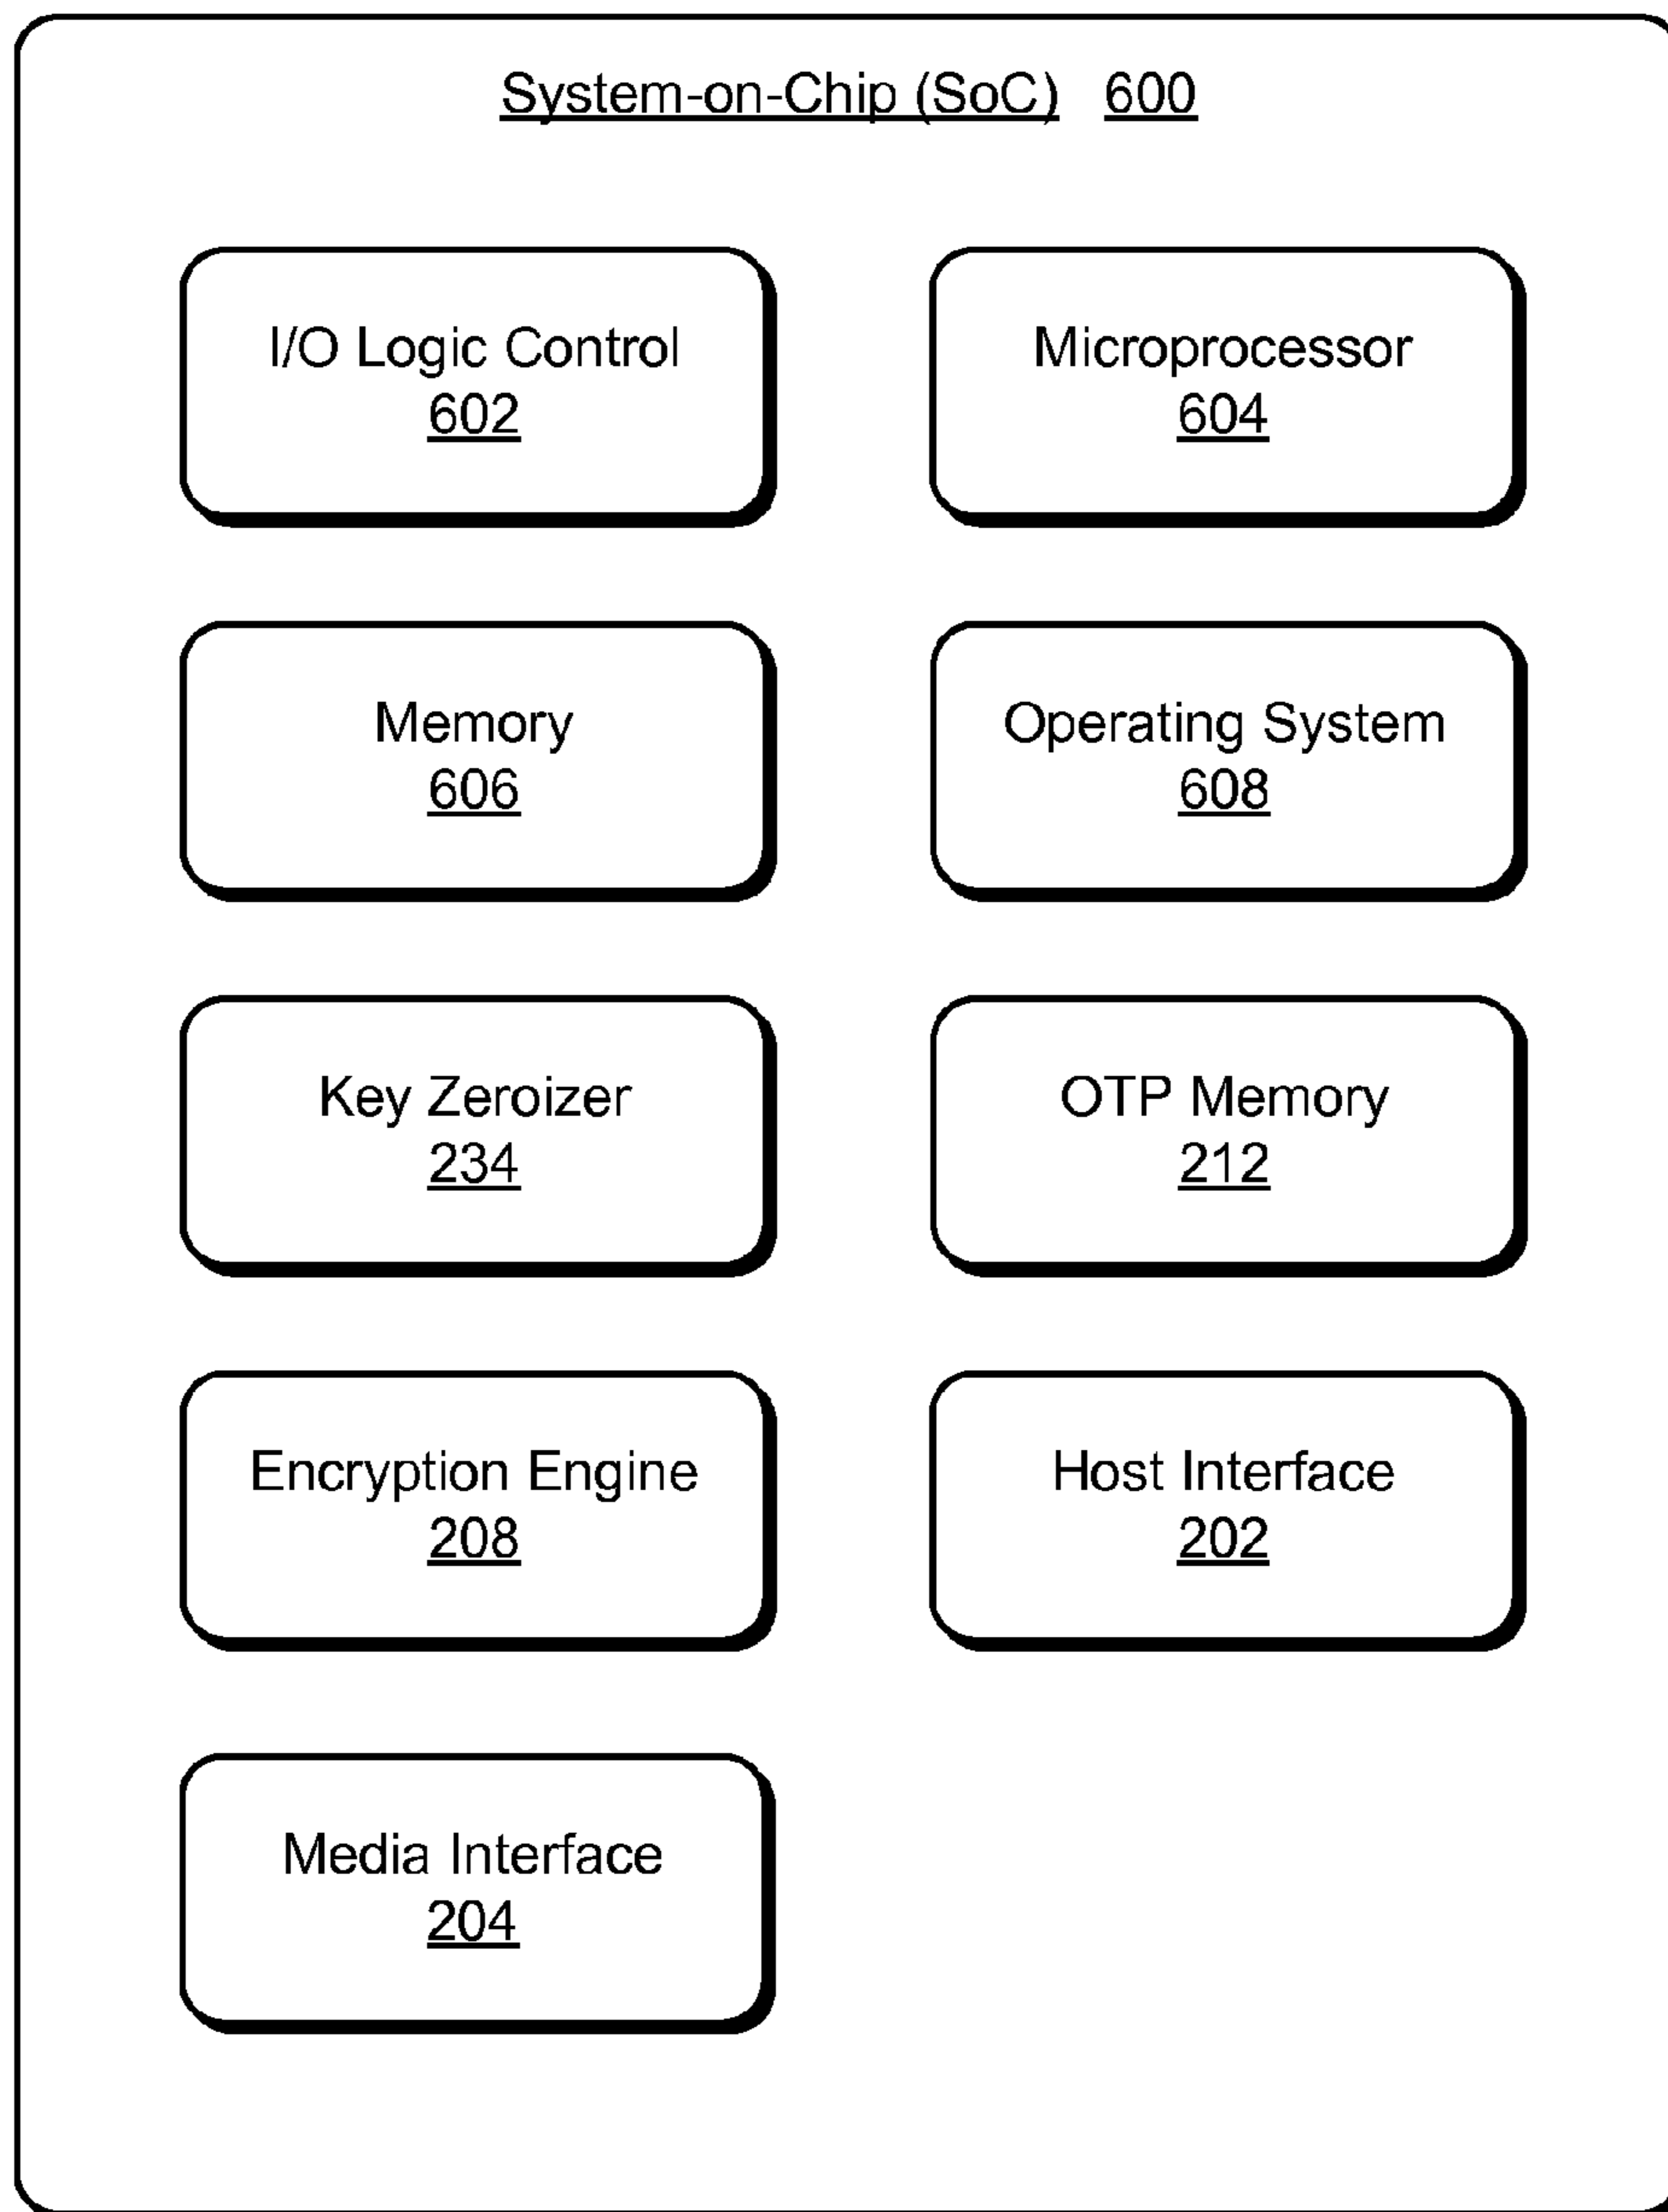 System-on-Chip (SoC) 600
I/O Logic Control
602
Microprocessor
604
Memory
606
Operating System
608
Key Zeroizer
234
OTP Memory
212
Encryption Engine
208
Host Interface
202
Media Interface
204